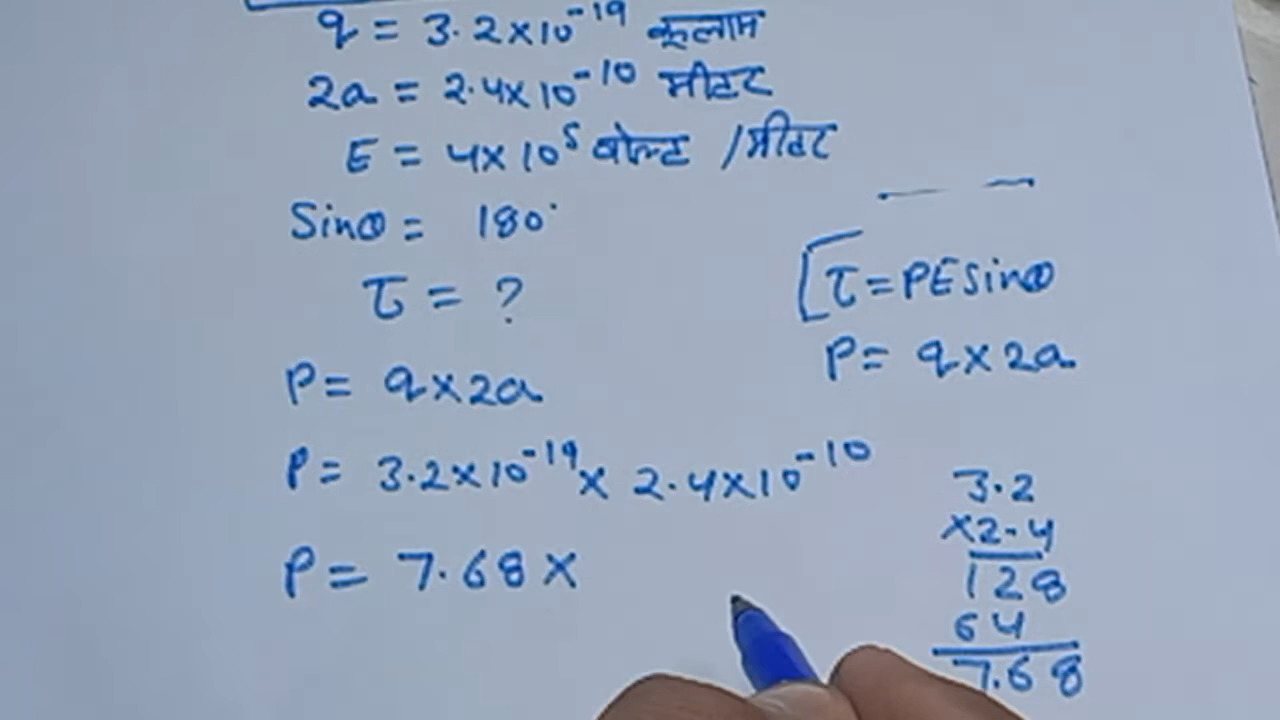 q = 3.2×10⁻¹⁹ कूलाम
2a = 2.4×10⁻¹⁰ मीटर
E = 4×10⁵ वोल्ट /मीटर
Sinθ = 180°
τ = ?
τ = PESinθ
P = q×2a
P = q×2a
P = 3.2×10⁻¹⁹ × 2.4×10⁻¹⁰
P = 7.68×
3.2
×2.4
128
64
7.68